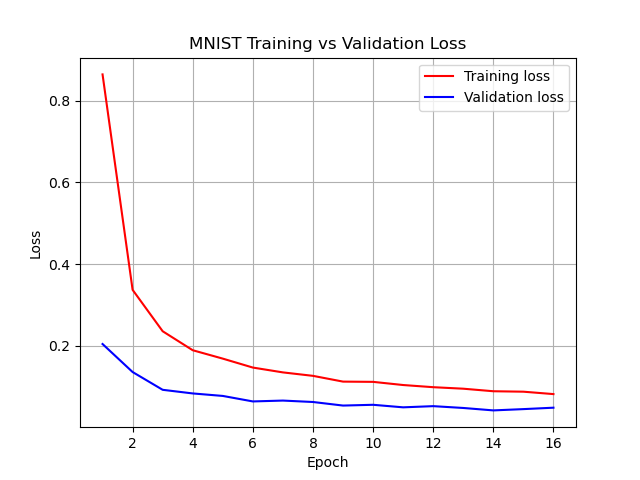 MNIST Training vs Validation Loss
Training loss
Validation loss
0.8
0.6
0.4
0.2
Loss
2 4 6 8 10 12 14 16
Epoch